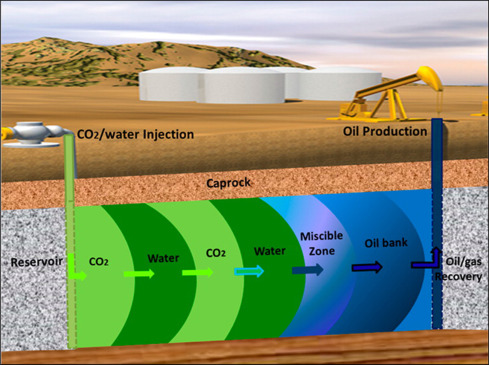 CO2/water Injection
Oil Production
Caprock
Reservoir
CO2
Water
CO2
Water
Miscible
Zone
Oil bank
Oil/gas
Recovery